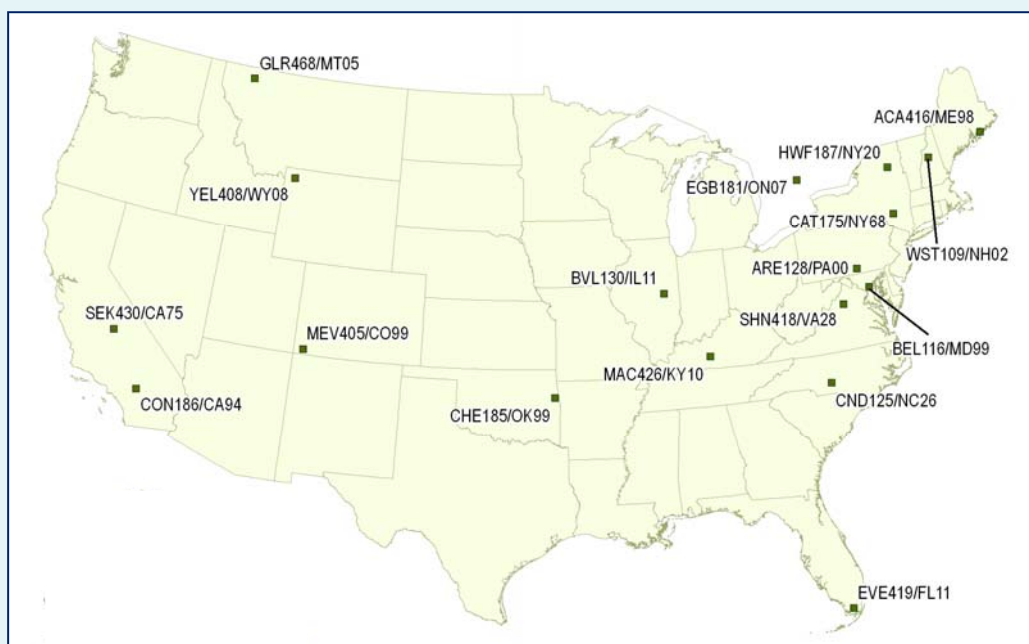 GLR468/MT05
ACA416/ME98
HWF187/NY20
YEL408/WY08
EGB181/ON07
CAT175/NY68
WST109/NH02
ARE128/PA00
BVL130/IL11
SHN418/VA28
SEK430/CA75
MEV405/CO99
BEL116/MD99
MAC426/KY10
CON186/CA94
CHE185/OK99
CND125/NC26
EVE419/FL11